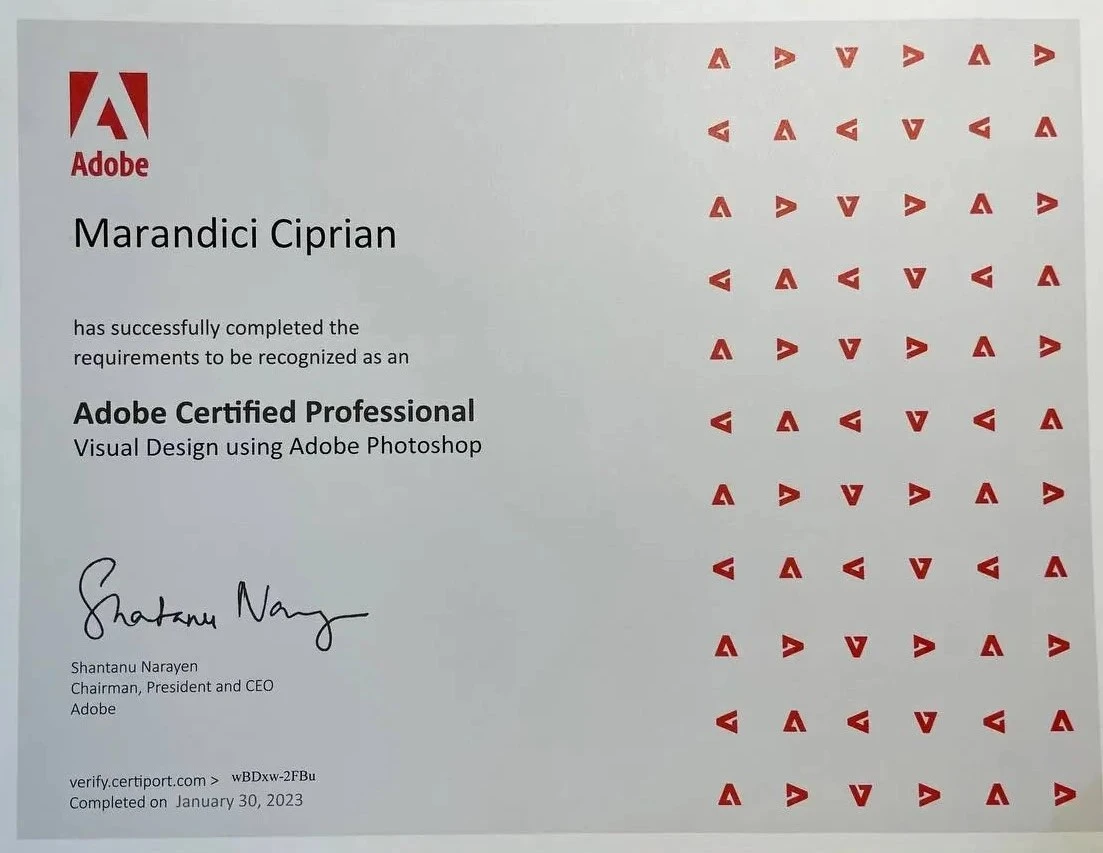 Adobe
Marandici Ciprian
has successfully completed the
requirements to be recognized as an
Adobe Certified Professional
Visual Design using Adobe Photoshop
Shantanu Narayen
Shantanu Narayen
Chairman, President and CEO
Adobe
verify.certiport.com > wBDxw-2FBu
Completed on January 30, 2023